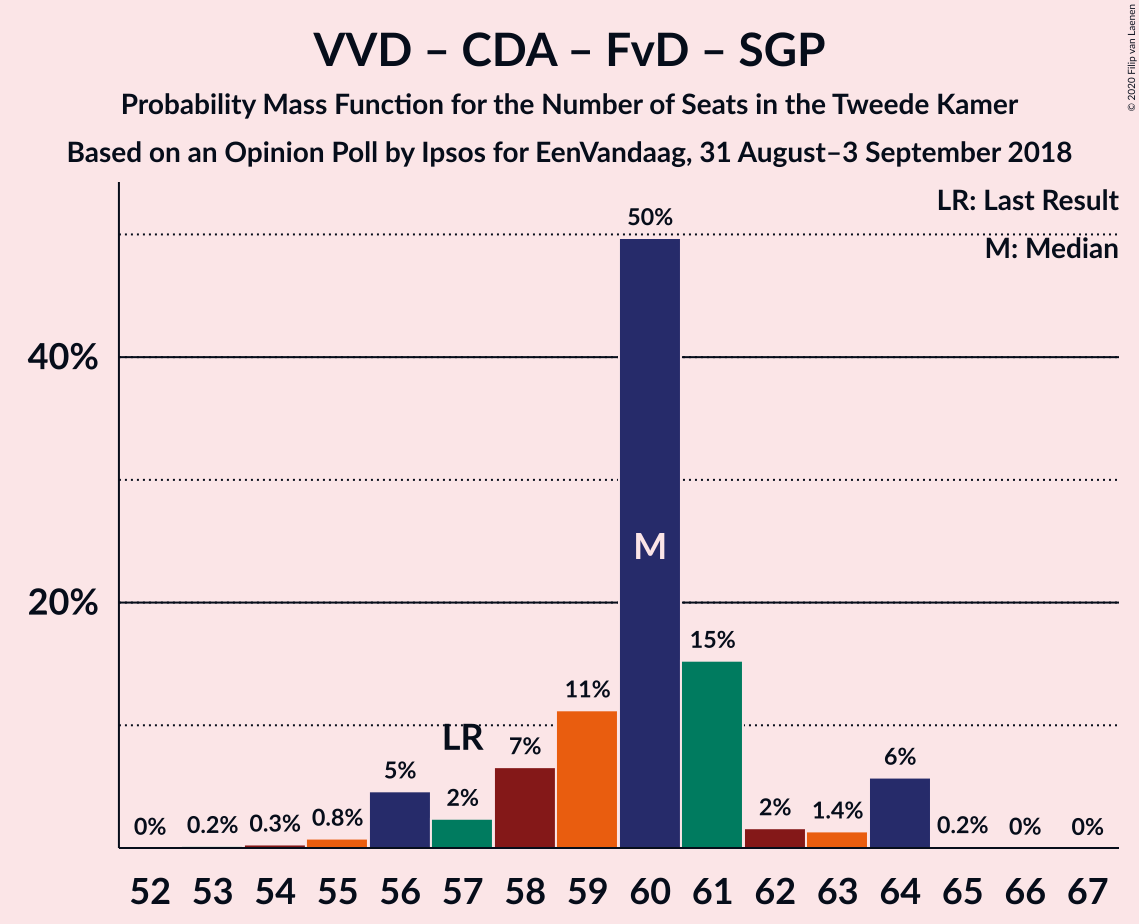 VVD – CDA – FvD – SGP
Probability Mass Function for the Number of Seats in the Tweede Kamer
Based on an Opinion Poll by Ipsos for EenVandaag, 31 August–3 September 2018
© 2020 Filip van Laenen
LR: Last Result
M: Median
40%
20%
0%
0.2%
0.3%
0.8%
5%
2%
LR
7%
11%
50%
M
15%
2%
1.4%
6%
0.2%
0%
0%
52 53 54 55 56 57 58 59 60 61 62 63 64 65 66 67